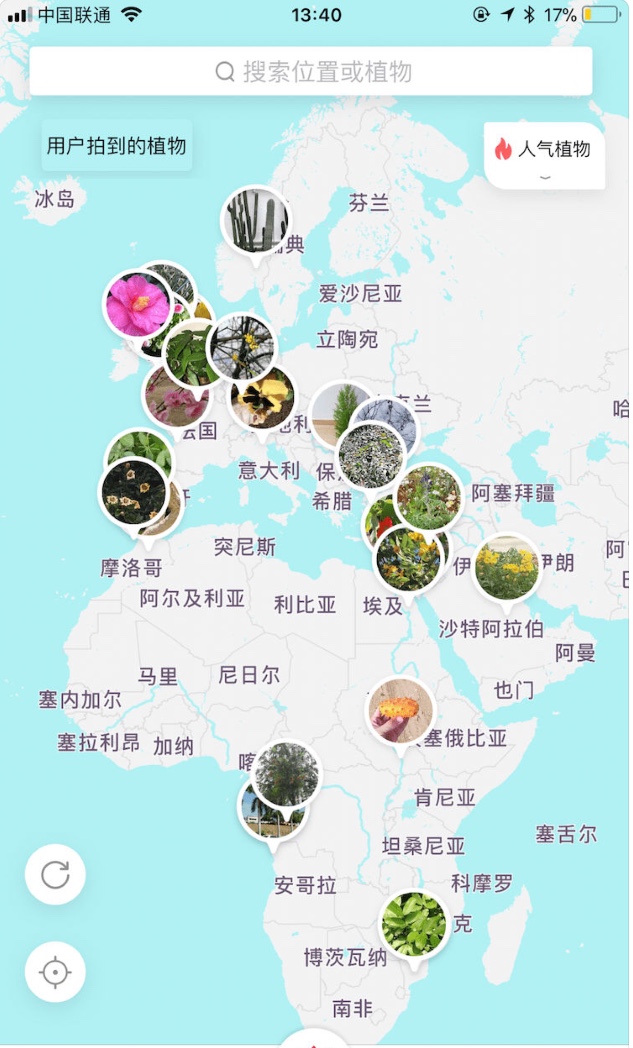 中国联通
13:40
17%
搜索位置或植物
用户拍到的植物
人气植物
冰岛
芬兰
典
爱沙尼亚
立陶宛
兰
法国
地利
哈
意大利
保
希腊
阿塞拜疆
牙
突尼斯
摩洛哥
伊
伊朗
阿
阿尔及利亚
利比亚
埃及
沙特阿拉伯
阿曼
马里
尼日尔
也门
塞内加尔
塞拉利昂
加纳
塞俄比亚
喀
肯尼亚
塞舌尔
坦桑尼亚
安哥拉
科摩罗
克
博茨瓦纳
南非